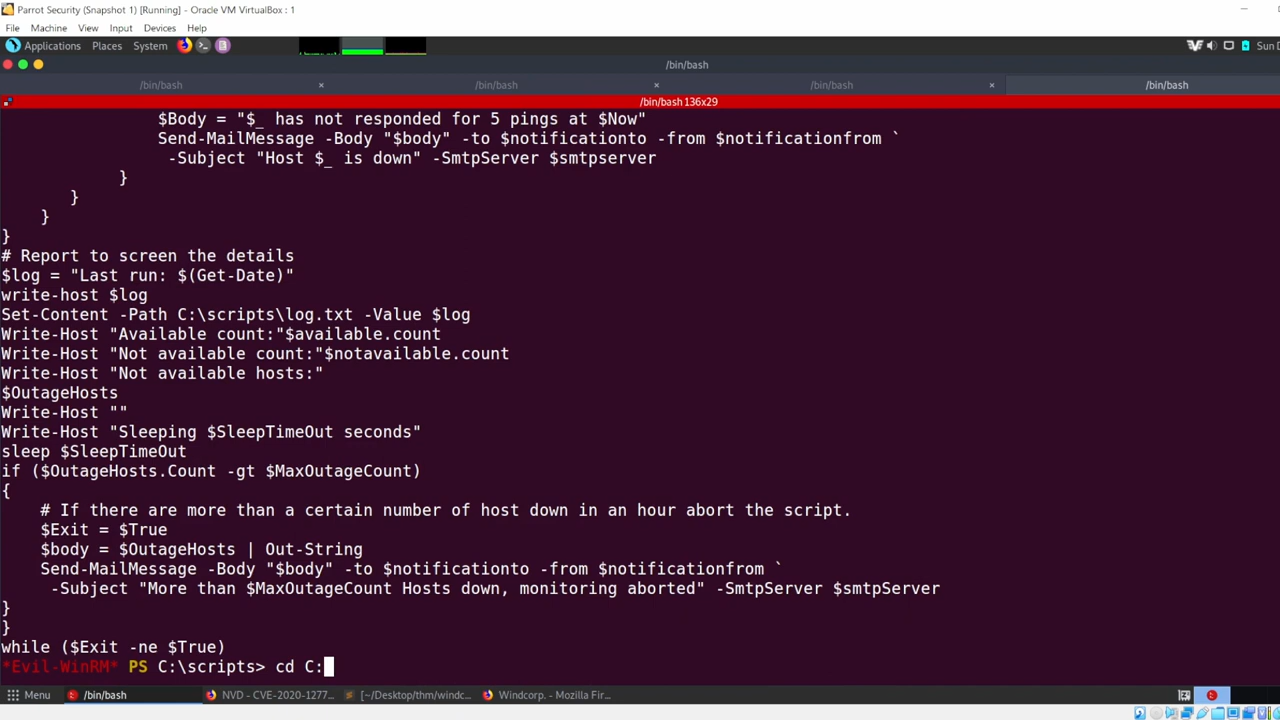 Parrot Security (Snapshot 1) [Running] - Oracle VM VirtualBox : 1
File Machine View Input Devices Help
Applications Places System Sun D
/bin/bash
/bin/bash × /bin/bash × /bin/bash × /bin/bash
/bin/bash 136x29
$Body = "$_ has not responded for 5 pings at $Now"
Send-MailMessage -Body "$body" -to $notificationto -from $notificationfrom `
-Subject "Host $_ is down" -SmtpServer $smtpserver
}
}
}
}
# Report to screen the details
$log = "Last run: $(Get-Date)"
write-host $log
Set-Content -Path C:\scripts\log.txt -Value $log
Write-Host "Available count:"$available.count
Write-Host "Not available count:"$notavailable.count
Write-Host "Not available hosts:"
$OutageHosts
Write-Host ""
Write-Host "Sleeping $SleepTimeOut seconds"
sleep $SleepTimeOut
if ($OutageHosts.Count -gt $MaxOutageCount)
{
# If there are more than a certain number of host down in an hour abort the script.
$Exit = $True
$body = $OutageHosts | Out-String
Send-MailMessage -Body "$body" -to $notificationto -from $notificationfrom `
-Subject "More than $MaxOutageCount Hosts down, monitoring aborted" -SmtpServer $smtpServer
}
}
while ($Exit -ne $True)
*Evil-WinRM* PS C:\scripts> cd C:
Menu /bin/bash NVD - CVE-2020-1277... [~/Desktop/thm/windc... Windcorp. - Mozilla Fir...